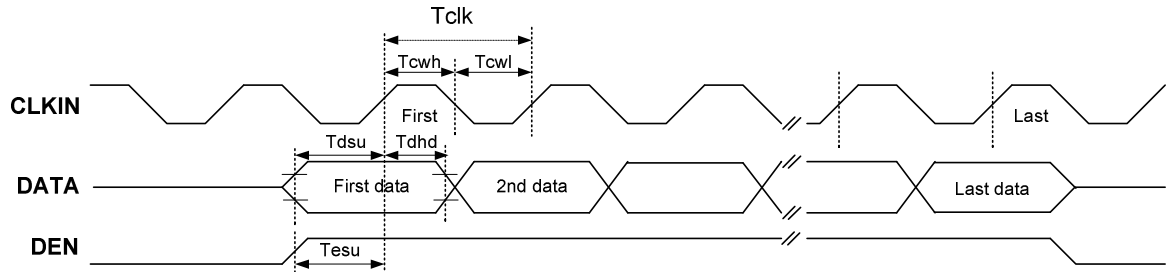 Tclk
Tcwh
Tcwl
CLKIN
First
Last
Tdsu
Tdhd
DATA
First data
2nd data
Last data
DEN
Tesu